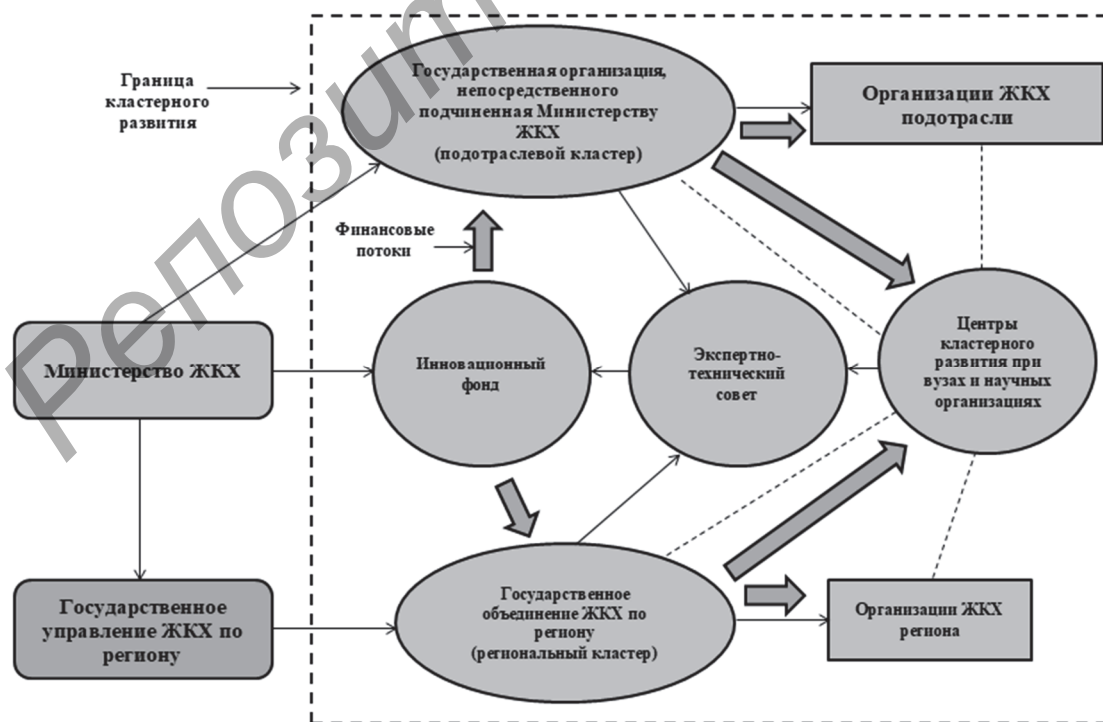 Граница
кластерного
развития
Государственная организация,
непосредственного
подчиненная Министерству
ЖКХ
(подотраслевой кластер)
Организации ЖКХ
подотрасли
Финансовые
потоки
Министерство ЖКХ
Инновационный
фонд
Экспертно-
технический
совет
Центры
кластерного
развития при
вузах и научных
организациях
Государственное
управление ЖКХ по
региону
Государственное
объединение ЖКХ по
региону
(региональный кластер)
Организации ЖКХ
региона